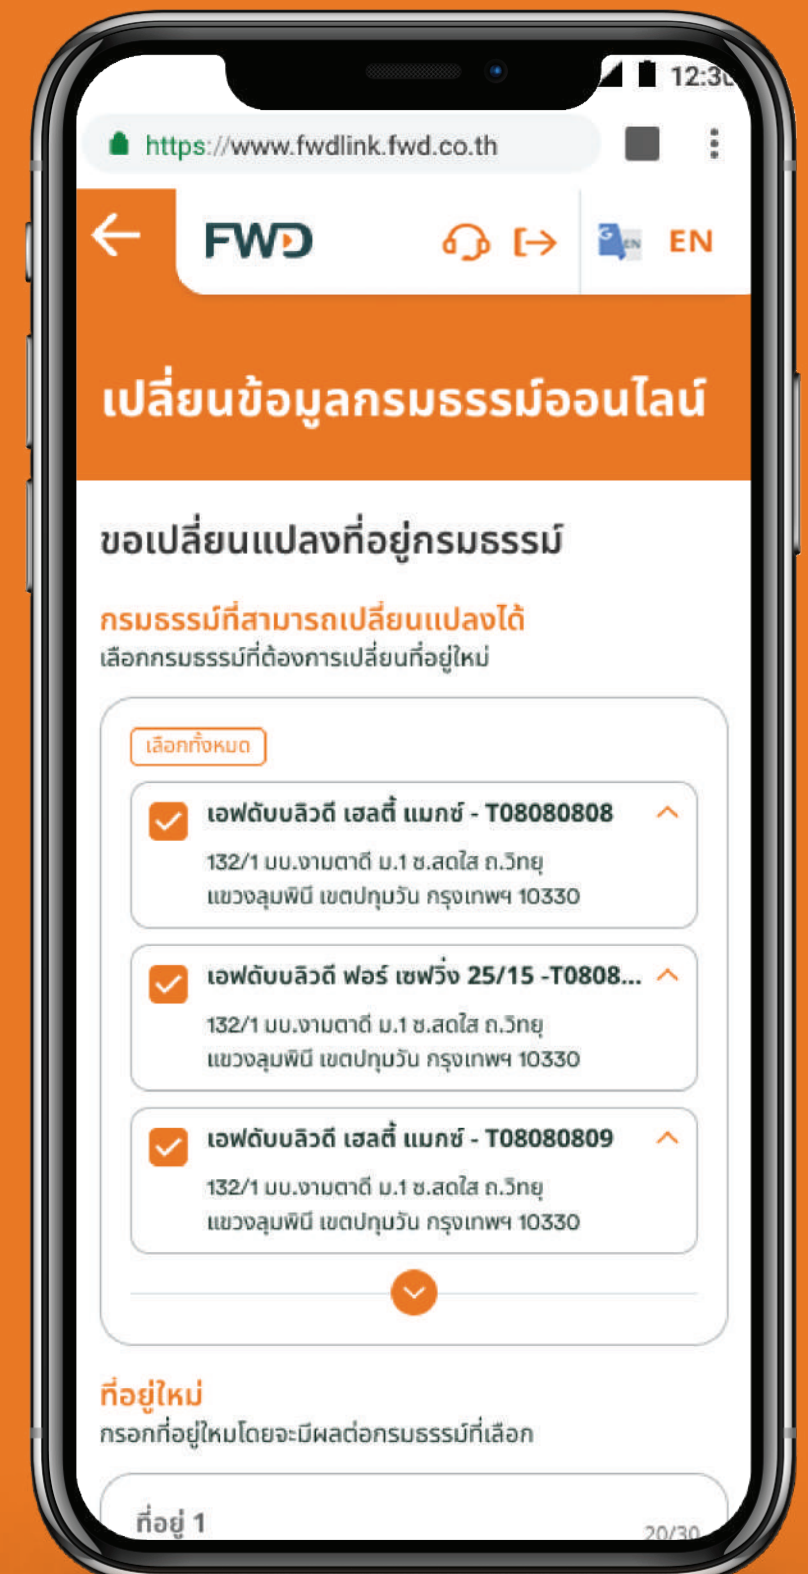 12:30
https://www.fwdlink.fwd.co.th
FWD
EN
EN
เปลี่ยนข้อมูลกรมธรรม์ออนไลน์
ขอเปลี่ยนแปลงที่อยู่กรมธรรม์
กรมธรรม์ที่สามารถเปลี่ยนแปลงได้
เลือกกรมธรรม์ที่ต้องการเปลี่ยนที่อยู่ใหม่
เลือกทั้งหมด
เอฟดับบลิวดี เฮลตี้ แมกซ์ - T08080808
132/1 มบ.งามตาดี ม.1 ซ.สดใส ถ.วิทยุ
แขวงลุมพินี เขตปทุมวัน กรุงเทพฯ 10330
เอฟดับบลิวดี ฟอร์ เซฟวิ่ง 25/15 -T0808...
132/1 มบ.งามตาดี ม.1 ซ.สดใส ถ.วิทยุ
แขวงลุมพินี เขตปทุมวัน กรุงเทพฯ 10330
เอฟดับบลิวดี เฮลตี้ แมกซ์ - T08080809
132/1 มบ.งามตาดี ม.1 ซ.สดใส ถ.วิทยุ
แขวงลุมพินี เขตปทุมวัน กรุงเทพฯ 10330
ที่อยู่ใหม่
กรอกที่อยู่ใหม่โดยจะมีผลต่อกรมธรรม์ที่เลือก
ที่อยู่ 1
20/30